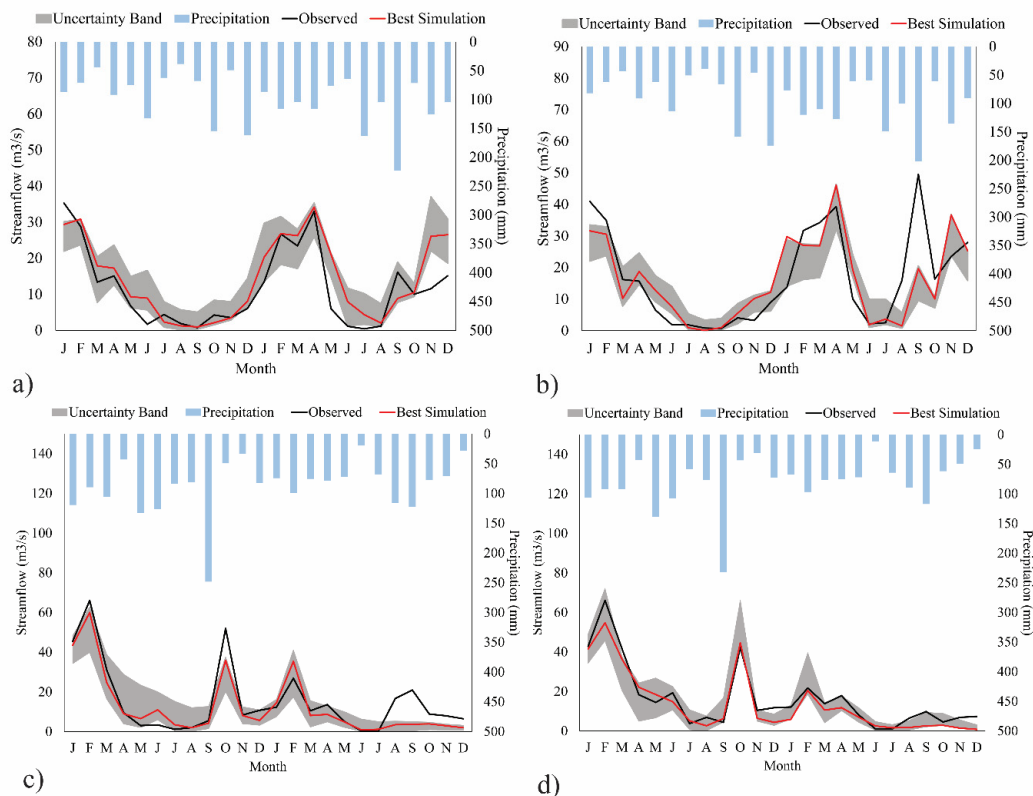 Uncertainty Band Precipitation Observed Best Simulation
80 70 60 50 40 30 20 10 0
Streamflow (m3/s)
0 50 100 150 200 250 300 350 400 450 500
Precipitation (mm)
J F M A M J J A S O N D J F M A M J J A S O N D
Month
a)
Uncertainty Band Precipitation Observed Best Simulation
90 80 70 60 50 40 30 20 10 0
Streamflow (m3/s)
0 50 100 150 200 250 300 350 400 450 500
Precipitation (mm)
J F M A M J J A S O N D J F M A M J J A S O N D
Month
b)
Uncertainty Band Precipitation Observed Best Simulation
140 120 100 80 60 40 20 0
Streamflow (m3/s)
0 50 100 150 200 250 300 350 400 450 500
Precipitation (mm)
J F M A M J J A S O N D J F M A M J J A S O N D
Month
c)
Uncertainty Band Precipitation Observed Best Simulation
140 120 100 80 60 40 20 0
Streamflow (m3/s)
0 50 100 150 200 250 300 350 400 450 500
Precipitation (mm)
J F M A M J J A S O N D J F M A M J J A S O N D
Month
d)